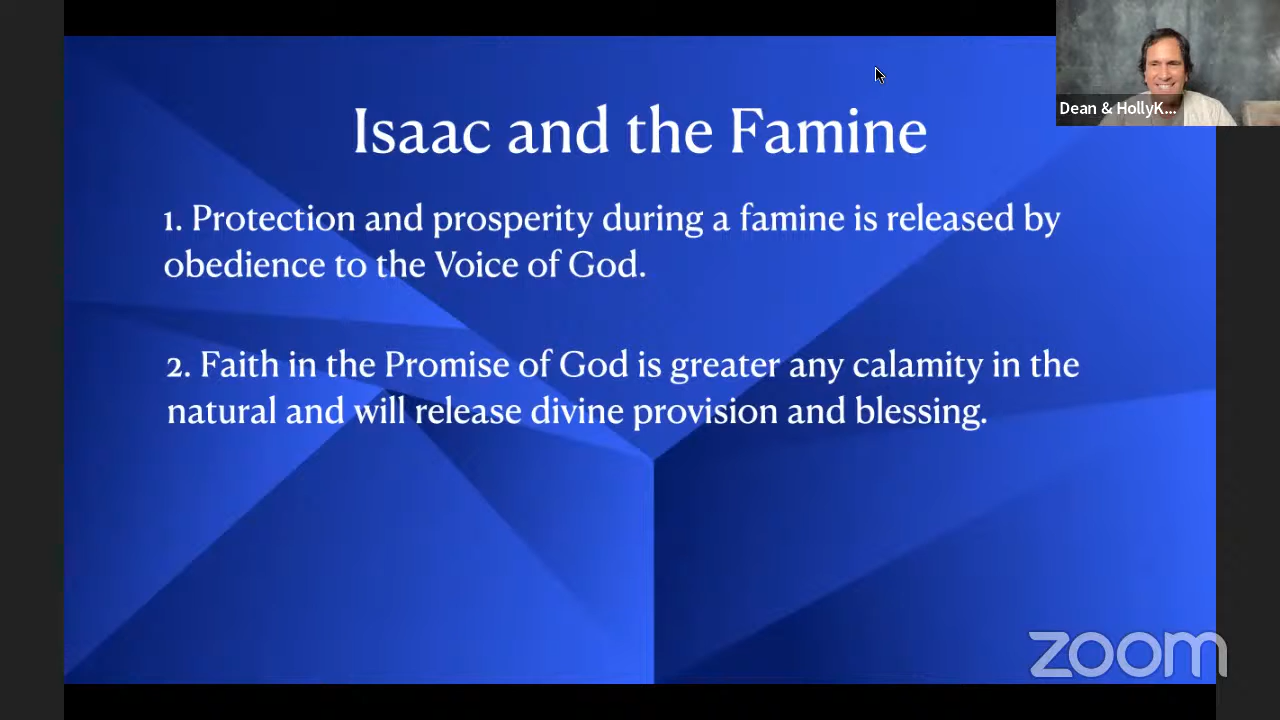 Isaac and the Famine
Dean & HollyK...
1. Protection and prosperity during a famine is released by
obedience to the Voice of God.
2. Faith in the Promise of God is greater any calamity in the
natural and will release divine provision and blessing.
zoom